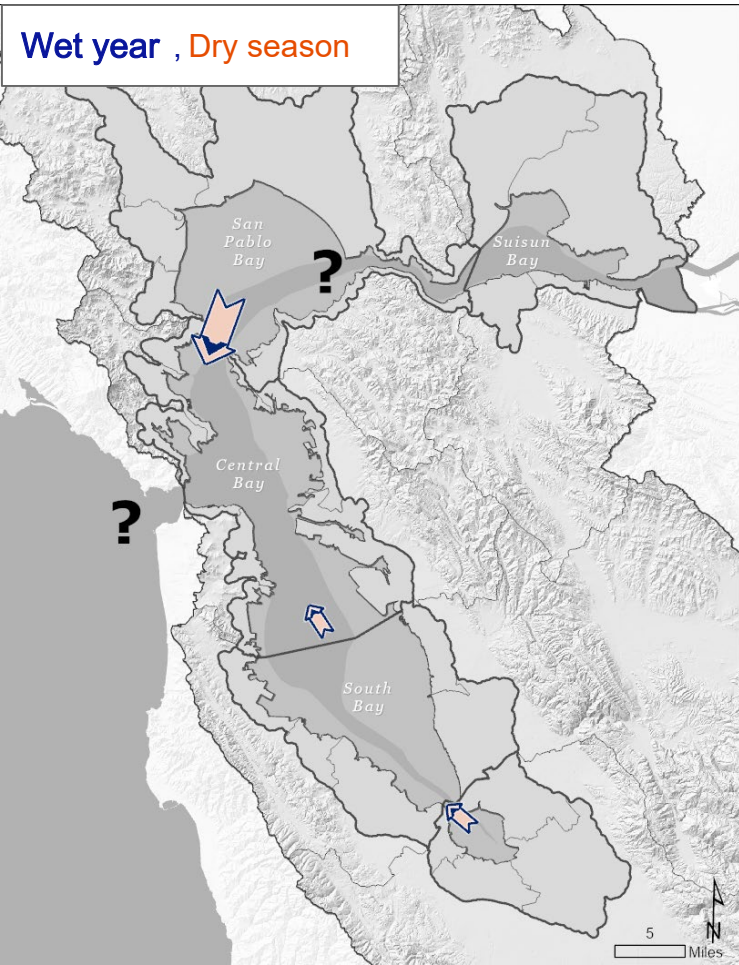 Wet year , Dry season
San
Pablo
Bay
?
Suisun
Bay
Central
Bay
?
South
Bay
5
Miles
N